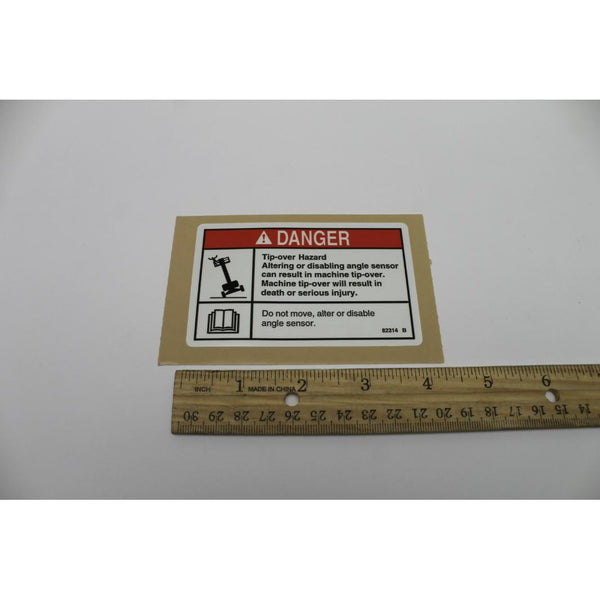 DANGER
Tip-over Hazard
Altering or disabling angle sensor
can result in machine tip-over.
Machine tip-over will result in
death or serious injury.
Do not move, alter or disable
angle sensor.
82314 B
INCH 1 MADE IN CHINA 2 3 4 5 6
30 29 28 27 26 25 24 23 22 21 20 19 18 17 16 15 14